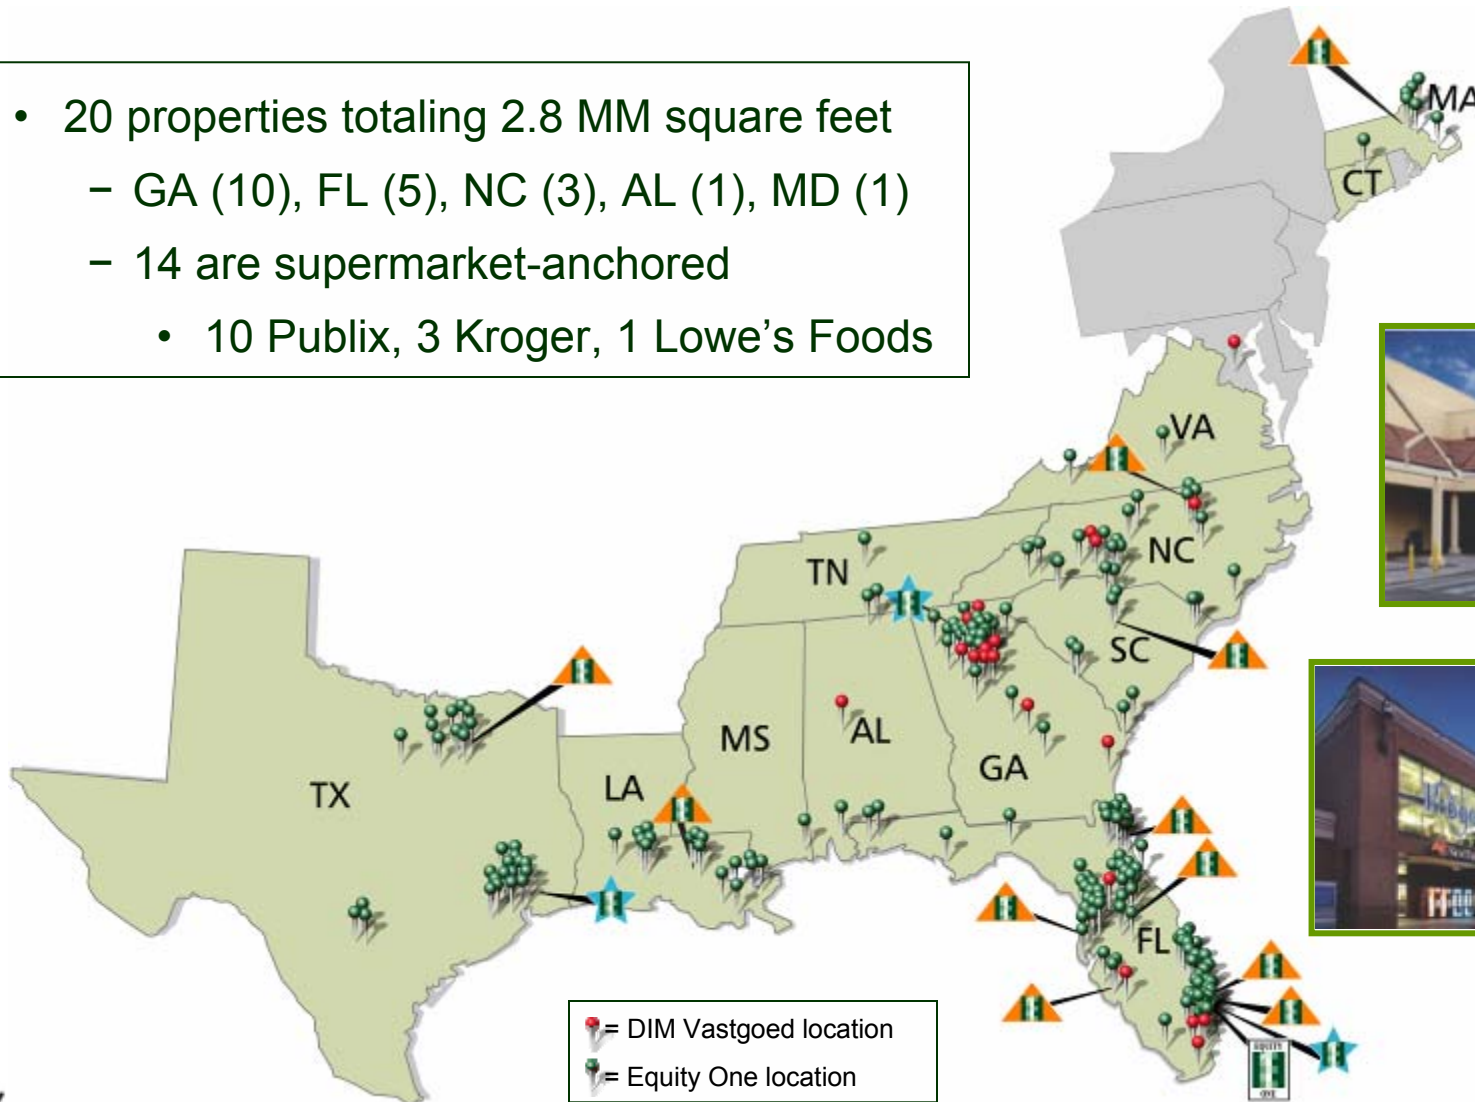 • 20 properties totaling 2.8 MM square feet
− GA (10), FL (5), NC (3), AL (1), MD (1)
− 14 are supermarket-anchored
• 10 Publix, 3 Kroger, 1 Lowe’s Foods
MA
CT
VA
NC
TN
SC
MS
AL
GA
TX
LA
FL
= DIM Vastgoed location
= Equity One location
EQUITY
ONE